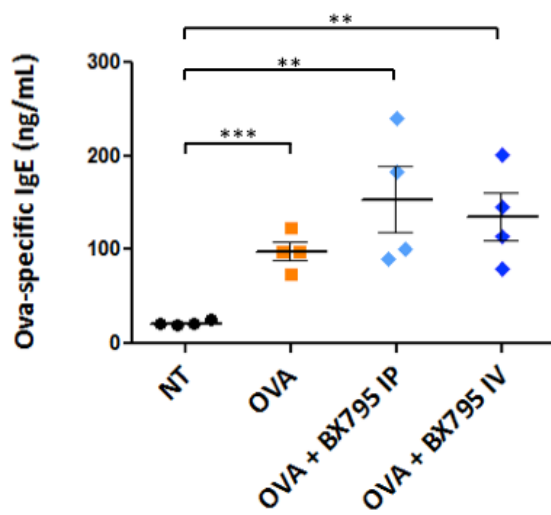 **
**
***
300
200
100
0
Ova-specific IgE (ng/mL)
NT
OVA
OVA + BX795 IP
OVA + BX795 IV